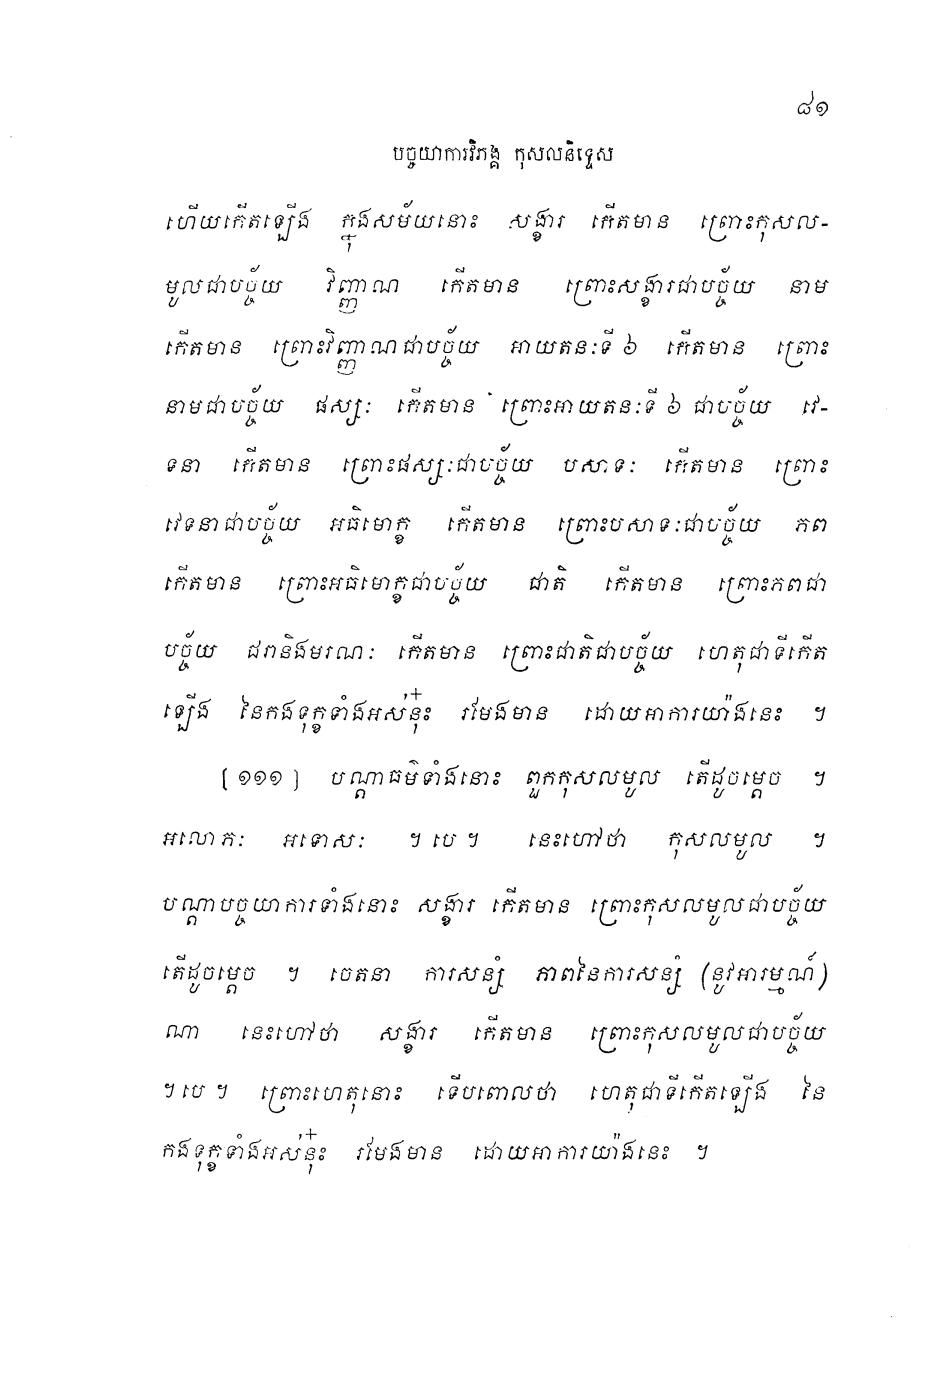 ៨១
បច្ចយាការវិភង្គ កុសលនិទ្ទេស
ហើយកើតឡើង ក្នុងសម័យនោះ សង្ខារ កើតមាន ព្រោះកុសល-
មូលជាបច្ច័យ វិញ្ញាណ កើតមាន ព្រោះសង្ខារជាបច្ច័យ នាម
កើតមាន ព្រោះវិញ្ញាណជាបច្ច័យ អាយតនៈទី ៦ កើតមាន ព្រោះ
នាមជាបច្ច័យ ផស្សៈ កើតមាន ព្រោះអាយតនៈទី ៦ ជាបច្ច័យ វេ-
ទនា កើតមាន ព្រោះផស្សៈជាបច្ច័យ បសាទៈ កើតមាន ព្រោះ
វេទនាជាបច្ច័យ អធិមោក្ខ កើតមាន ព្រោះបសាទៈជាបច្ច័យ ភព
កើតមាន ព្រោះអធិមោក្ខជាបច្ច័យ ជាតិ កើតមាន ព្រោះភពជា
បច្ច័យ ជរានិងមរណៈ កើតមាន ព្រោះជាតិជាបច្ច័យ ហេតុជាទីកើត
ឡើង នៃកងទុក្ខទាំងអស់នុ៎ះ រមែងមាន ដោយអាការយ៉ាងនេះ ។
(១១១) បណ្តាធម៌ទាំងនោះ ពួកកុសលមូល តើដូចម្តេច ។
អលោភៈ អទោសៈ ។ បេ ។ នេះហៅថា កុសលមូល ។
បណ្តាបច្ចយាការទាំងនោះ សង្ខារ កើតមាន ព្រោះកុសលមូលជាបច្ច័យ
តើដូចម្តេច ។ ចេតនា ការសន្សំ ភាពនៃការសន្សំ (នូវអារម្មណ៍)
ណា នេះហៅថា សង្ខារ កើតមាន ព្រោះកុសលមូលជាបច្ច័យ
។ បេ ។ ព្រោះហេតុនោះ ទើបពោលថា ហេតុជាទីកើតឡើង នៃ
កងទុក្ខទាំងអស់នុ៎ះ រមែងមាន ដោយអាការយ៉ាងនេះ ។